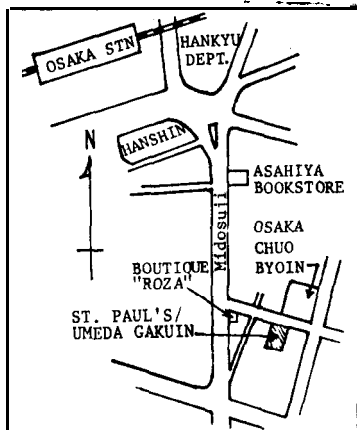 OSAKA STN
HANKYU
DEPT.
HANSHIN
N
ASAHIYA
BOOKSTORE
Midosuji
OSAKA
CHUO
BYOIN
BOUTIQUE
"ROZA"
ST. PAUL'S/
UMEDA GAKUIN